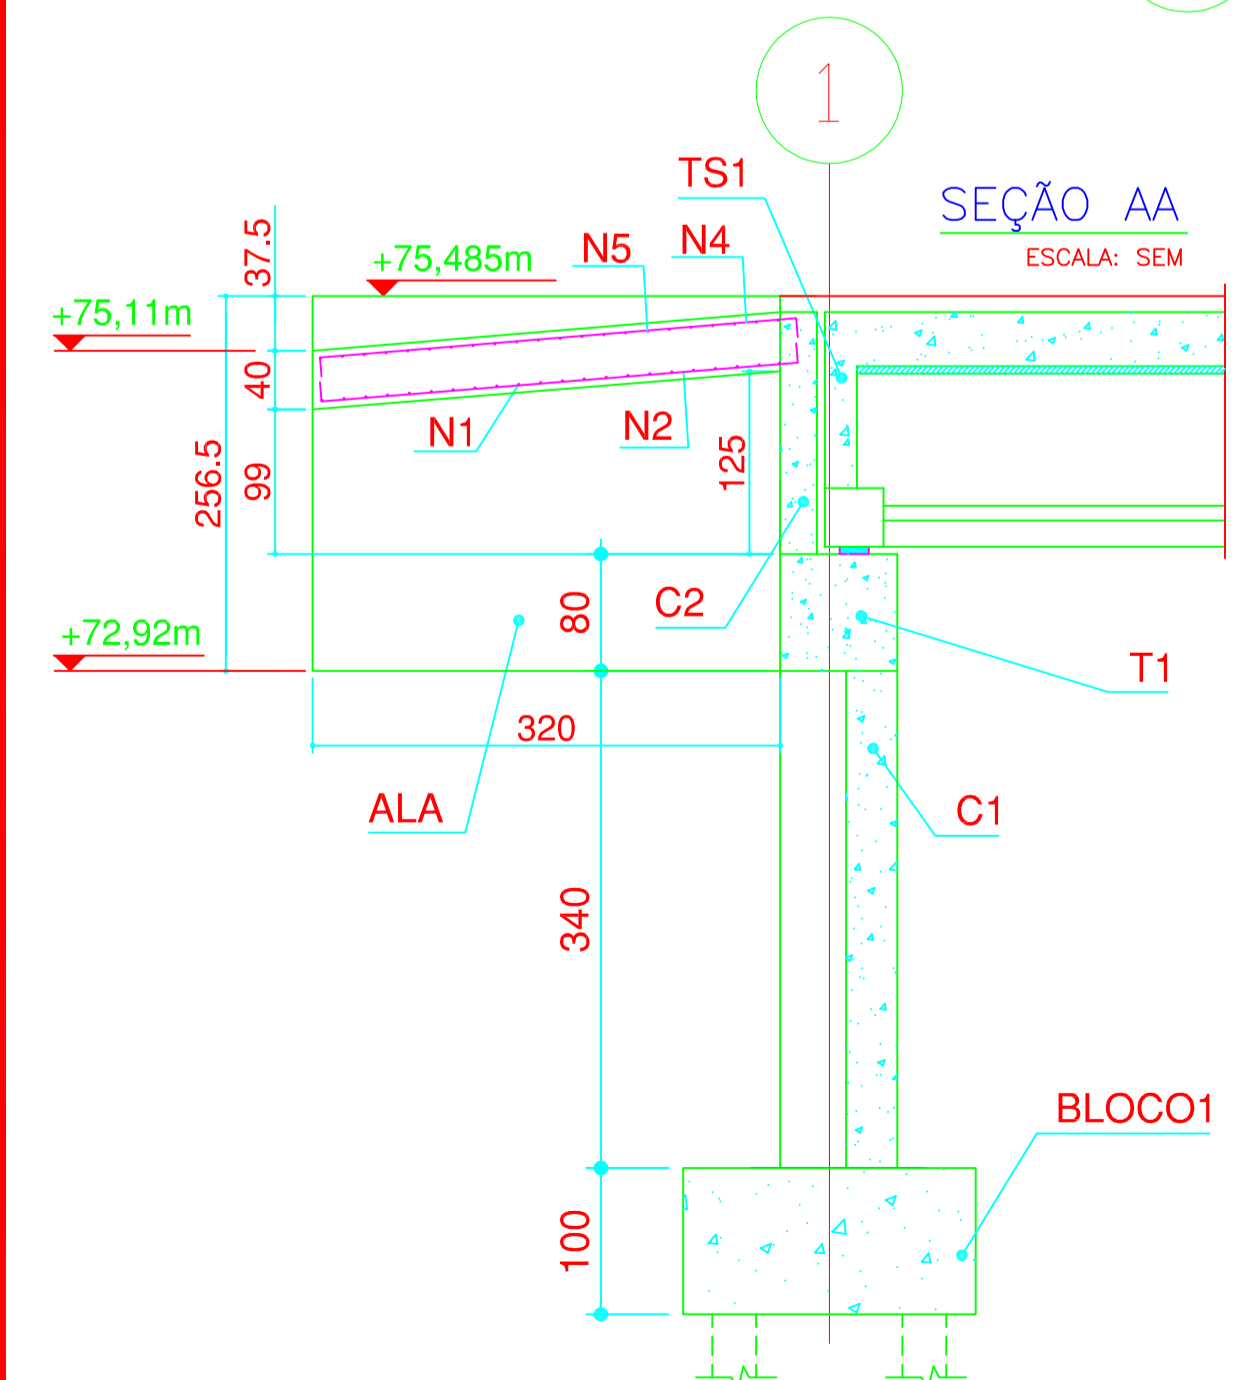 1
TS1
SEÇÃO AA
ESCALA: SEM
37.5
+75,485m
N5
N4
+75,11m
40
N1
N2
256.5
99
125
C2
80
+72,92m
T1
320
ALA
C1
340
BLOCO1
100